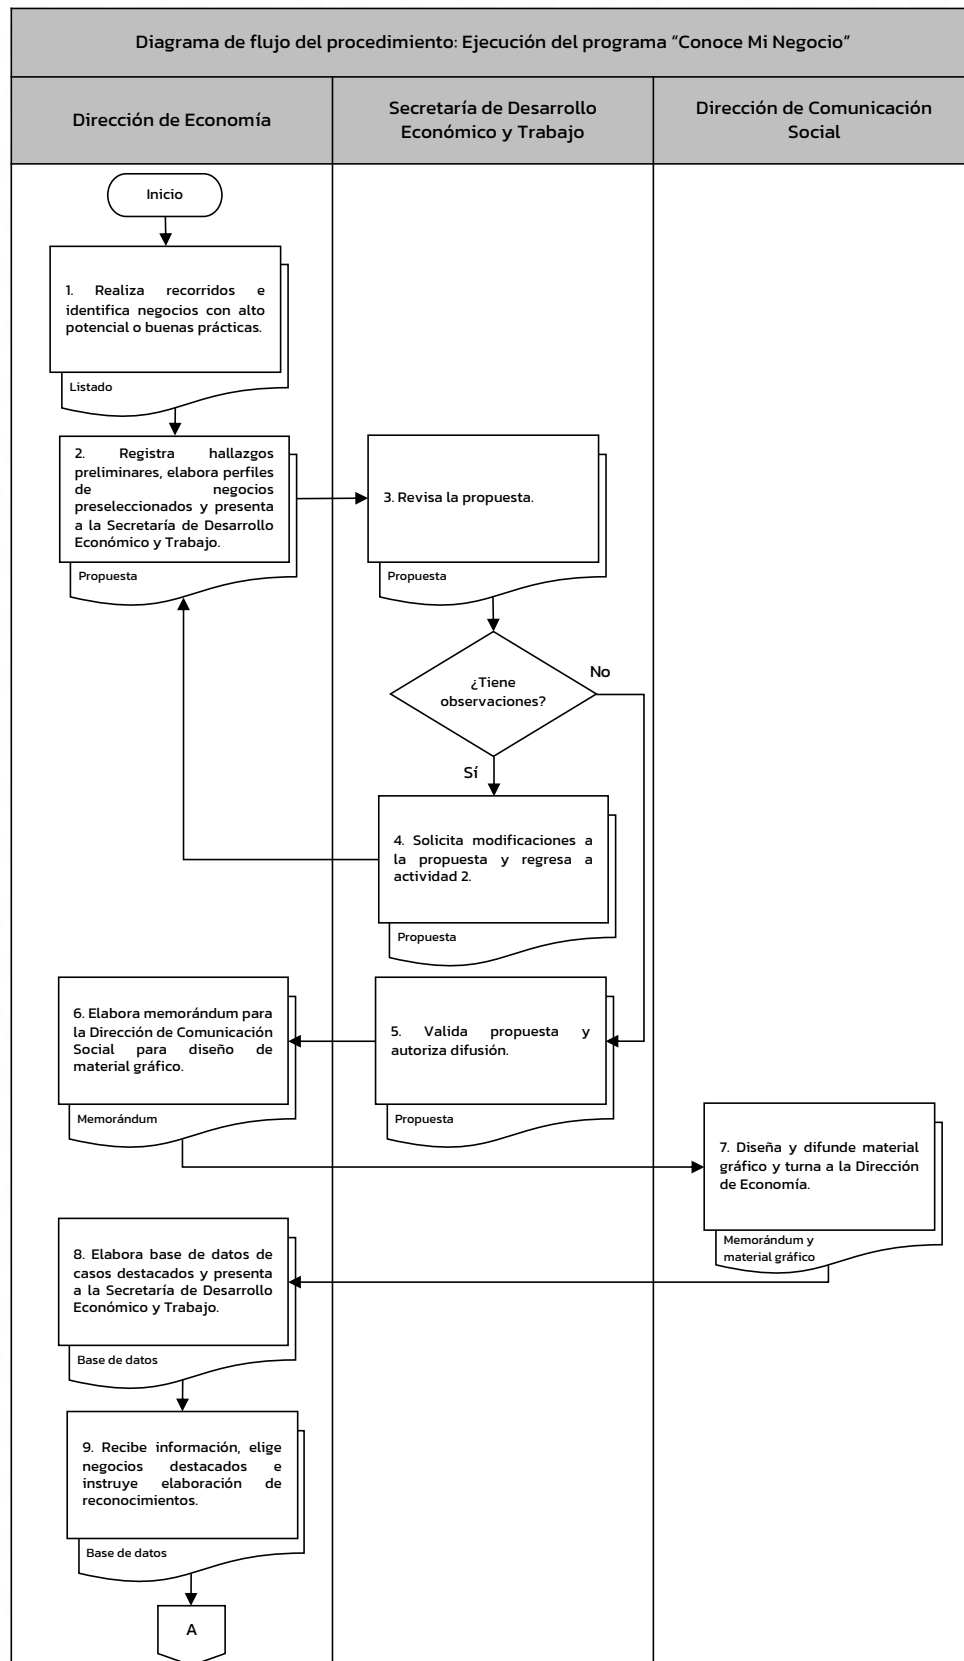 Diagrama de flujo del procedimiento: Ejecución del programa “Conoce Mi Negocio”
Dirección de Economía
Secretaría de Desarrollo
Económico y Trabajo
Dirección de Comunicación
Social
Inicio
1. Realiza recorridos e
identifica negocios con alto
potencial o buenas prácticas.
Listado
2. Registra hallazgos
preliminares, elabora perfiles
de negocios
preseleccionados y presenta
a la Secretaría de Desarrollo
Económico y Trabajo.
Propuesta
3. Revisa la propuesta.
Propuesta
¿Tiene
observaciones?
No
Sí
4. Solicita modificaciones a
la propuesta y regresa a
actividad 2.
Propuesta
5. Valida propuesta y
autoriza difusión.
Propuesta
6. Elabora memorándum para
la Dirección de Comunicación
Social para diseño de
material gráfico.
Memorándum
7. Diseña y difunde material
gráfico y turna a la Dirección
de Economía.
Memorándum y
material gráfico
8. Elabora base de datos de
casos destacados y presenta
a la Secretaría de Desarrollo
Económico y Trabajo.
Base de datos
9. Recibe información, elige
negocios destacados e
instruye elaboración de
reconocimientos.
Base de datos
A